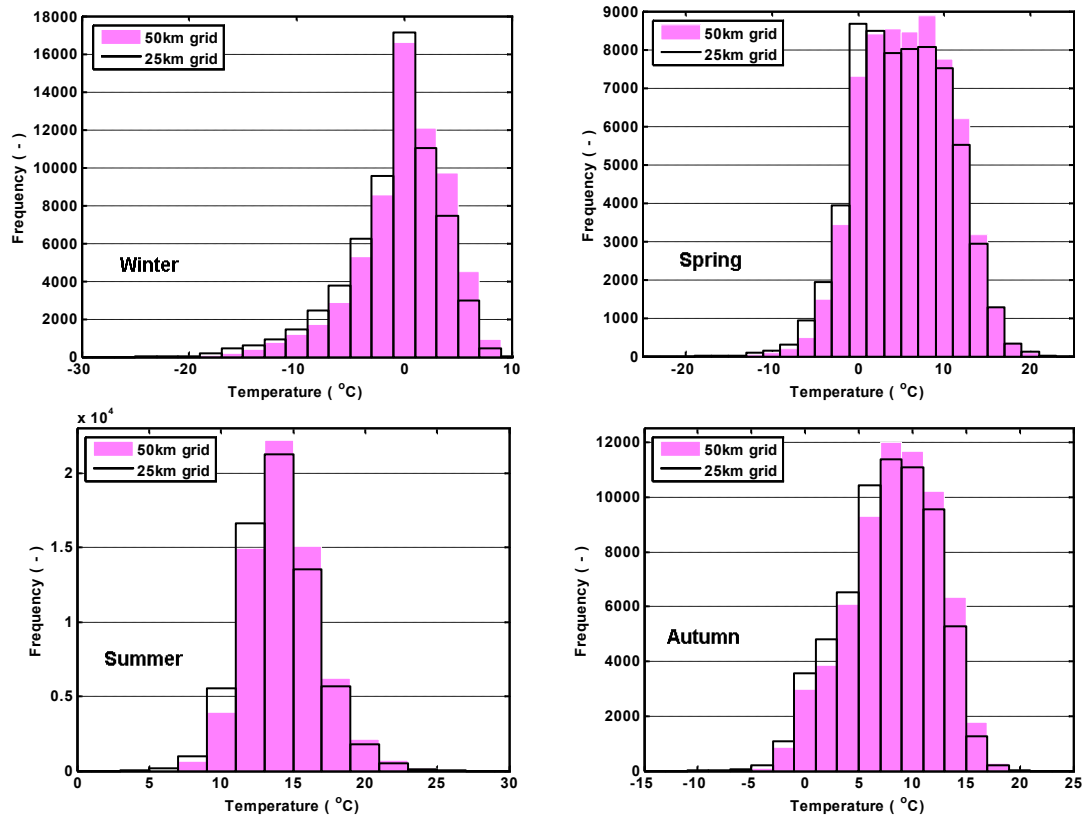 18000
16000
14000
12000
10000
8000
6000
4000
2000
0
-30
-20
-10
0
10
Frequency ( - )
Temperature ( °C)
50km grid
25km grid
Winter
9000
8000
7000
6000
5000
4000
3000
2000
1000
0
-20
-10
0
10
20
Frequency ( - )
Temperature ( °C)
50km grid
25km grid
Spring
x 10⁴
2
1.5
1
0.5
0
0
5
10
15
20
25
30
Frequency ( - )
Temperature ( °C)
50km grid
25km grid
Summer
12000
10000
8000
6000
4000
2000
0
-15
-10
-5
0
5
10
15
20
25
Frequency ( - )
Temperature ( °C)
50km grid
25km grid
Autumn